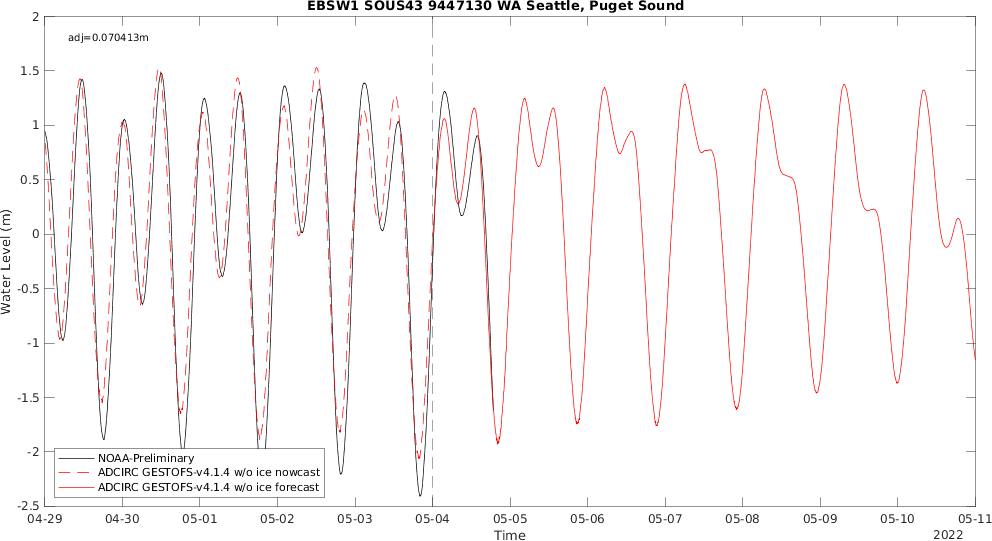 EBSW1 SOUS43 9447130 WA Seattle, Puget Sound
adj=0.070413m
2
1.5
1
0.5
0
-0.5
-1
-1.5
-2
-2.5
Water Level (m)
NOAA-Preliminary
ADCIRC GESTOFS-v4.1.4 w/o ice nowcast
ADCIRC GESTOFS-v4.1.4 w/o ice forecast
04-29 04-30 05-01 05-02 05-03 05-04 05-05 05-06 05-07 05-08 05-09 05-10 05-11
Time
2022